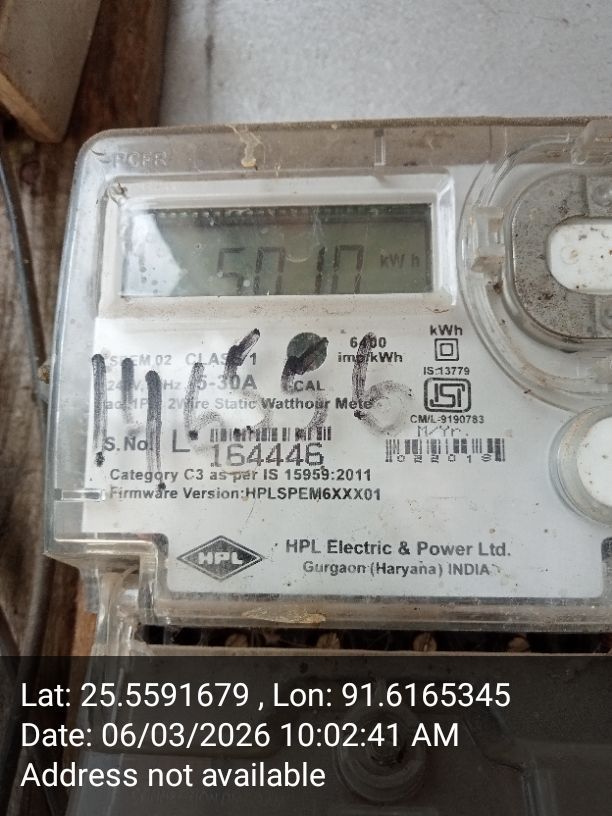 5010 kWh
SPEM 02 CLASS 1
6400
imp/kWh
kWh
5-30A
CAL
IS:13779
2Wire Static Watthour Meter
CM/L-9190783
M/Yr.
S.No. L
164446
022018
Category C3 as per IS 15959:2011
Firmware Version:HPLSPEM6XXX01
HPL
HPL Electric & Power Ltd.
Gurgaon (Haryana) INDIA
Lat: 25.5591679 , Lon: 91.6165345
Date: 06/03/2026 10:02:41 AM
Address not available